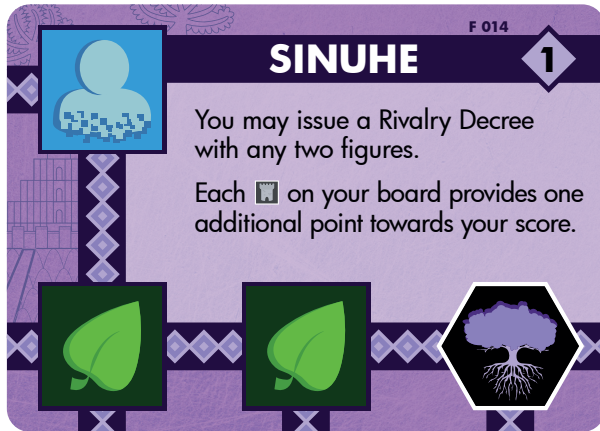 F 014
SINUHE
1
You may issue a Rivalry Decree
with any two figures.
Each on your board provides one
additional point towards your score.